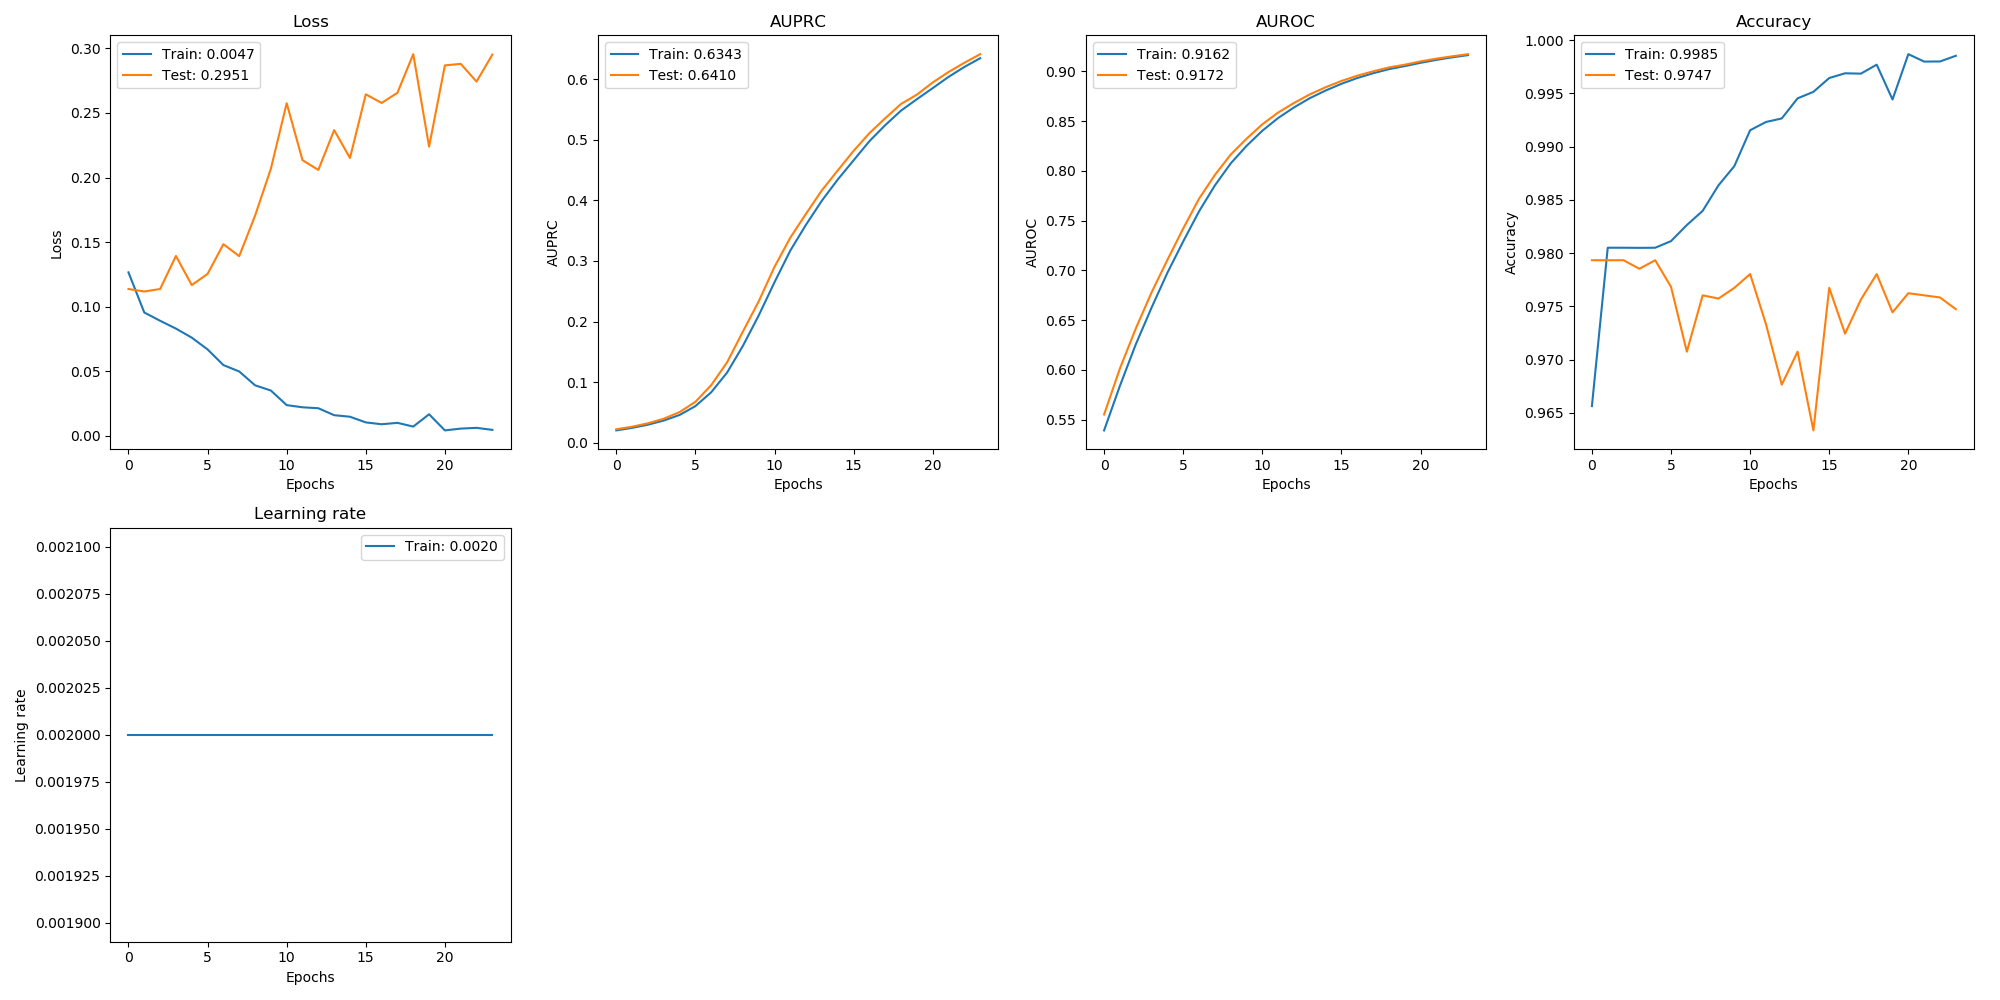 Loss
Train: 0.0047
Test: 0.2951
0.30
0.25
0.20
0.15
0.10
0.05
0.00
Loss
0 5 10 15 20
Epochs
AUPRC
Train: 0.6343
Test: 0.6410
0.6
0.5
0.4
0.3
0.2
0.1
0.0
AUPRC
0 5 10 15 20
Epochs
AUROC
Train: 0.9162
Test: 0.9172
0.90
0.85
0.80
0.75
0.70
0.65
0.60
0.55
AUROC
0 5 10 15 20
Epochs
Accuracy
Train: 0.9985
Test: 0.9747
1.000
0.995
0.990
0.985
0.980
0.975
0.970
0.965
Accuracy
0 5 10 15 20
Epochs
Learning rate
Train: 0.0020
0.002100
0.002075
0.002050
0.002025
0.002000
0.001975
0.001950
0.001925
0.001900
Learning rate
0 5 10 15 20
Epochs